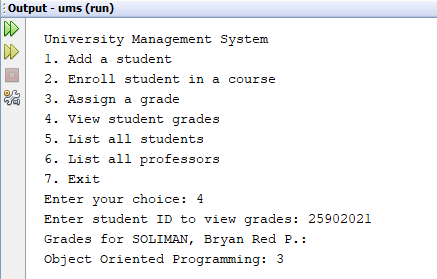 Output - ums (run)
University Management System
1. Add a student
2. Enroll student in a course
3. Assign a grade
4. View student grades
5. List all students
6. List all professors
7. Exit
Enter your choice: 4
Enter student ID to view grades: 25902021
Grades for SOLIMAN, Bryan Red P.:
Object Oriented Programming: 3